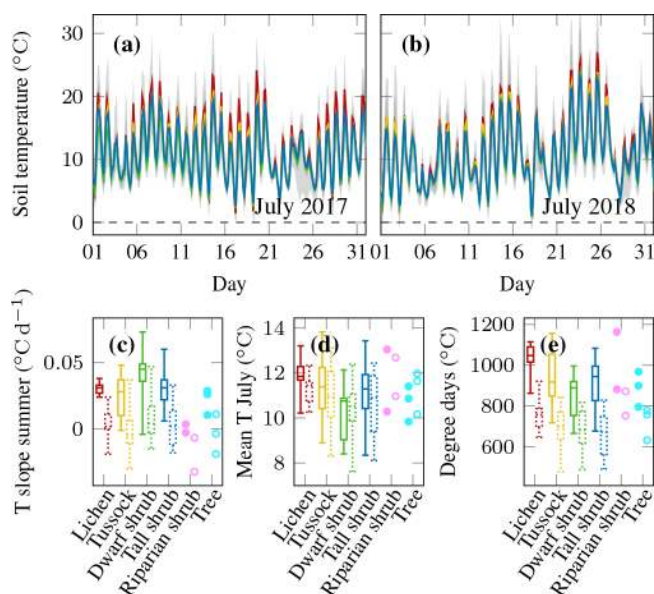 (a)
(b)
Soil temperature (°C)
30
20
10
0
July 2017
July 2018
01 06 11 16 21 26 31
01 06 11 16 21 26 31
Day
Day
(c)
(d)
(e)
T slope summer (°C d−1)
0.05
0
Mean T July (°C)
14
12
10
8
Degree days (°C)
1200
1000
800
600
Lichen
Tussock
Dwarf shrub
Tall shrub
Riparian shrub
Tree
Lichen
Tussock
Dwarf shrub
Tall shrub
Riparian shrub
Tree
Lichen
Tussock
Dwarf shrub
Tall shrub
Riparian shrub
Tree